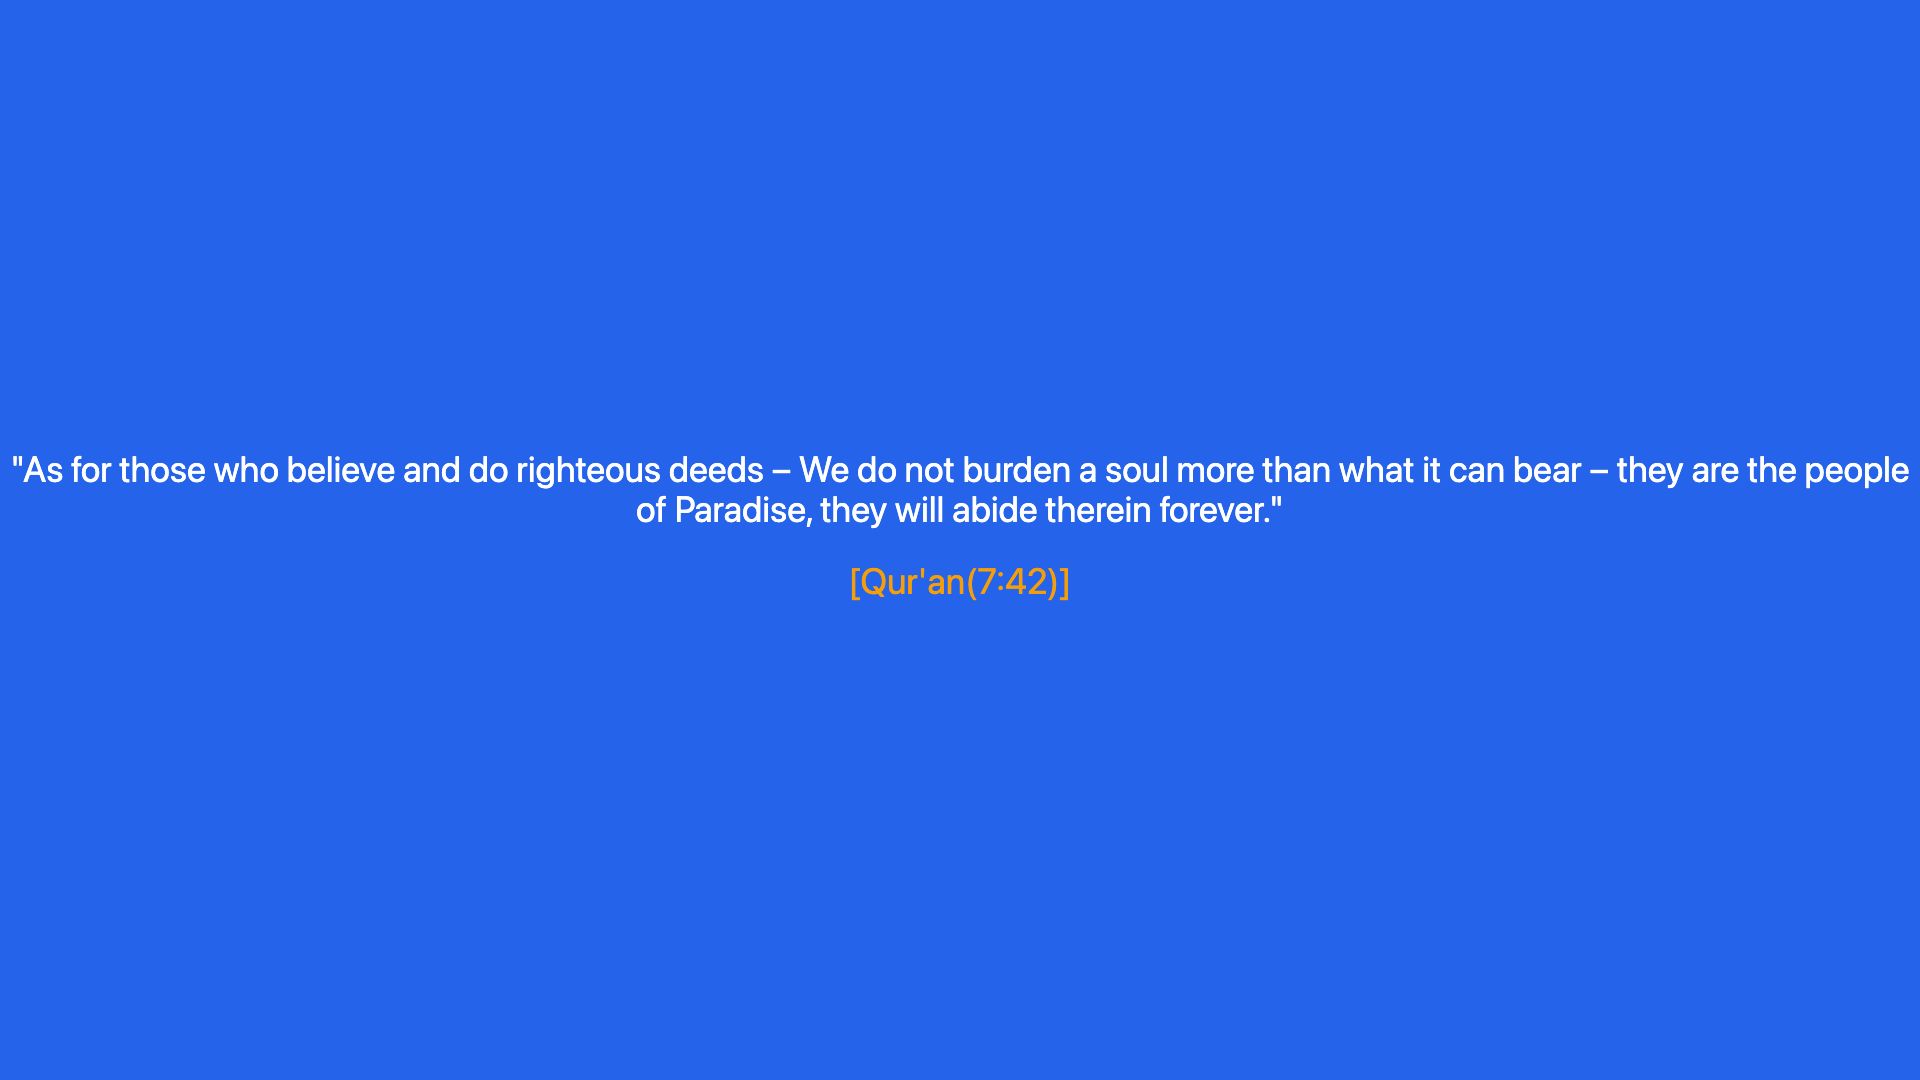 "As for those who believe and do righteous deeds – We do not burden a soul more than what it can bear – they are the people
of Paradise, they will abide therein forever."
[Qur'an(7:42)]